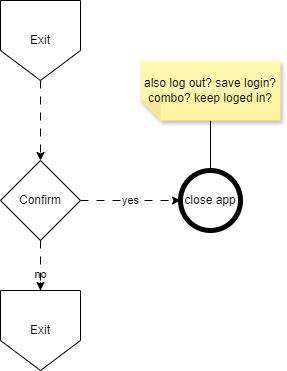 Exit
also log out? save login?
combo? keep loged in?
Confirm
yes
close app
no
Exit